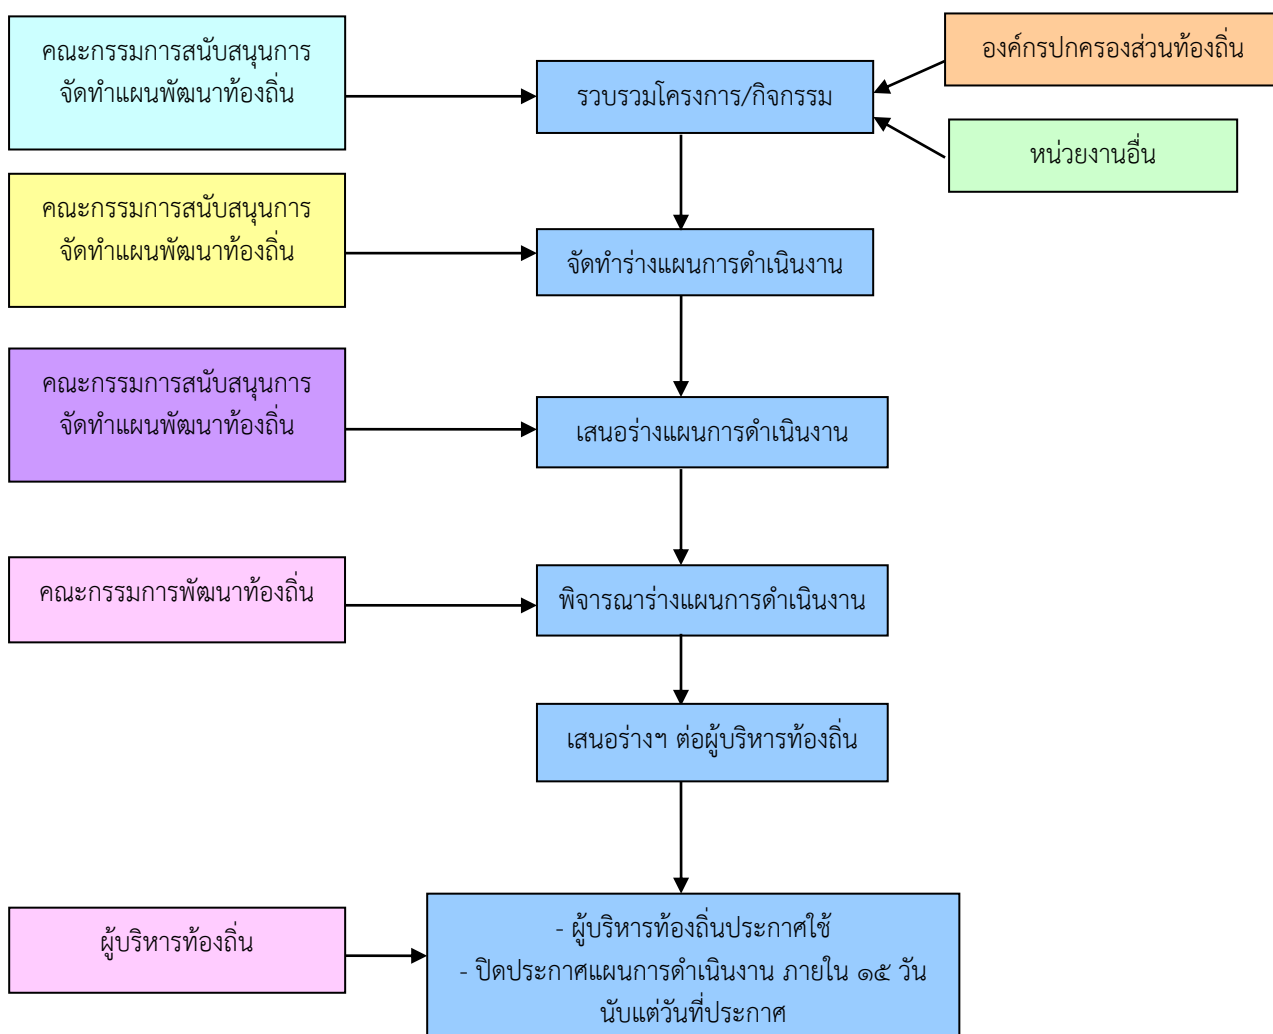 คณะกรรมการสนับสนุนการ
จัดทำแผนพัฒนาท้องถิ่น
รวบรวมโครงการ/กิจกรรม
องค์กรปกครองส่วนท้องถิ่น
หน่วยงานอื่น
คณะกรรมการสนับสนุนการ
จัดทำแผนพัฒนาท้องถิ่น
จัดทำร่างแผนการดำเนินงาน
คณะกรรมการสนับสนุนการ
จัดทำแผนพัฒนาท้องถิ่น
เสนอร่างแผนการดำเนินงาน
คณะกรรมการพัฒนาท้องถิ่น
พิจารณาร่างแผนการดำเนินงาน
เสนอร่างฯ ต่อผู้บริหารท้องถิ่น
ผู้บริหารท้องถิ่น
- ผู้บริหารท้องถิ่นประกาศใช้
- ปิดประกาศแผนการดำเนินงาน ภายใน ๑๕ วัน
นับแต่วันที่ประกาศ